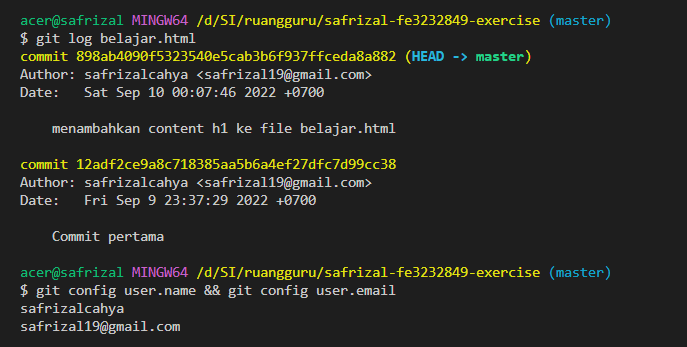 acer@safrizal MINGW64 /d/SI/ruangguru/safrizal-fe3232849-exercise (master)
$ git log belajar.html
commit 898ab4090f5323540e5cab3b6f937ffceda8a882 (HEAD -> master)
Author: safrizalcahya <safrizal19@gmail.com>
Date:   Sat Sep 10 00:07:46 2022 +0700

    menambahkan content h1 ke file belajar.html

commit 12adf2ce9a8c718385aa5b6a4ef27dfc7d99cc38
Author: safrizalcahya <safrizal19@gmail.com>
Date:   Fri Sep 9 23:37:29 2022 +0700

    Commit pertama

acer@safrizal MINGW64 /d/SI/ruangguru/safrizal-fe3232849-exercise (master)
$ git config user.name && git config user.email
safrizalcahya
safrizal19@gmail.com